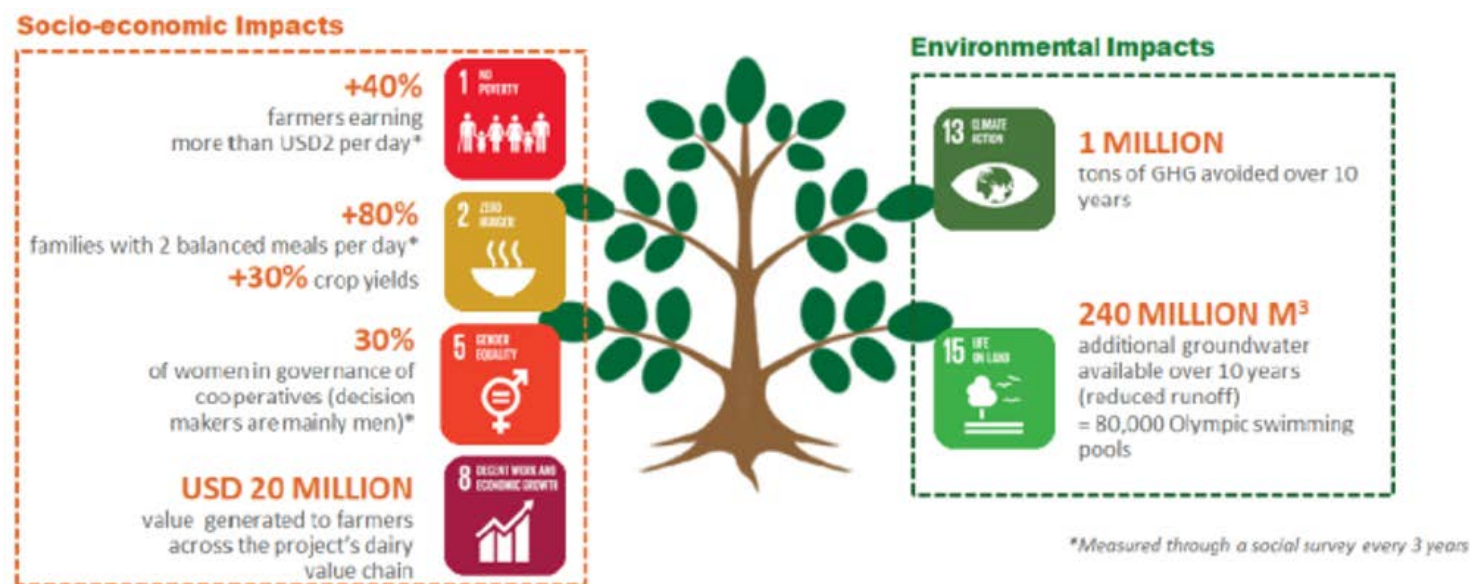 Socio-economic Impacts
+40%
farmers earning
more than USD2 per day*
1 NO
POVERTY
+80%
families with 2 balanced meals per day*
+30% crop yields
2 ZERO
HUNGER
30%
of women in governance of
cooperatives (decision
makers are mainly men)*
5 GENDER
EQUALITY
USD 20 MILLION
value generated to farmers
across the project's dairy
value chain
8 DECENT WORK AND
ECONOMIC GROWTH
Environmental Impacts
13 CLIMATE
ACTION
1 MILLION
tons of GHG avoided over 10
years
15 LIFE
ON LAND
240 MILLION M³
additional groundwater
available over 10 years
(reduced runoff)
= 80,000 Olympic swimming
pools
*Measured through a social survey every 3 years